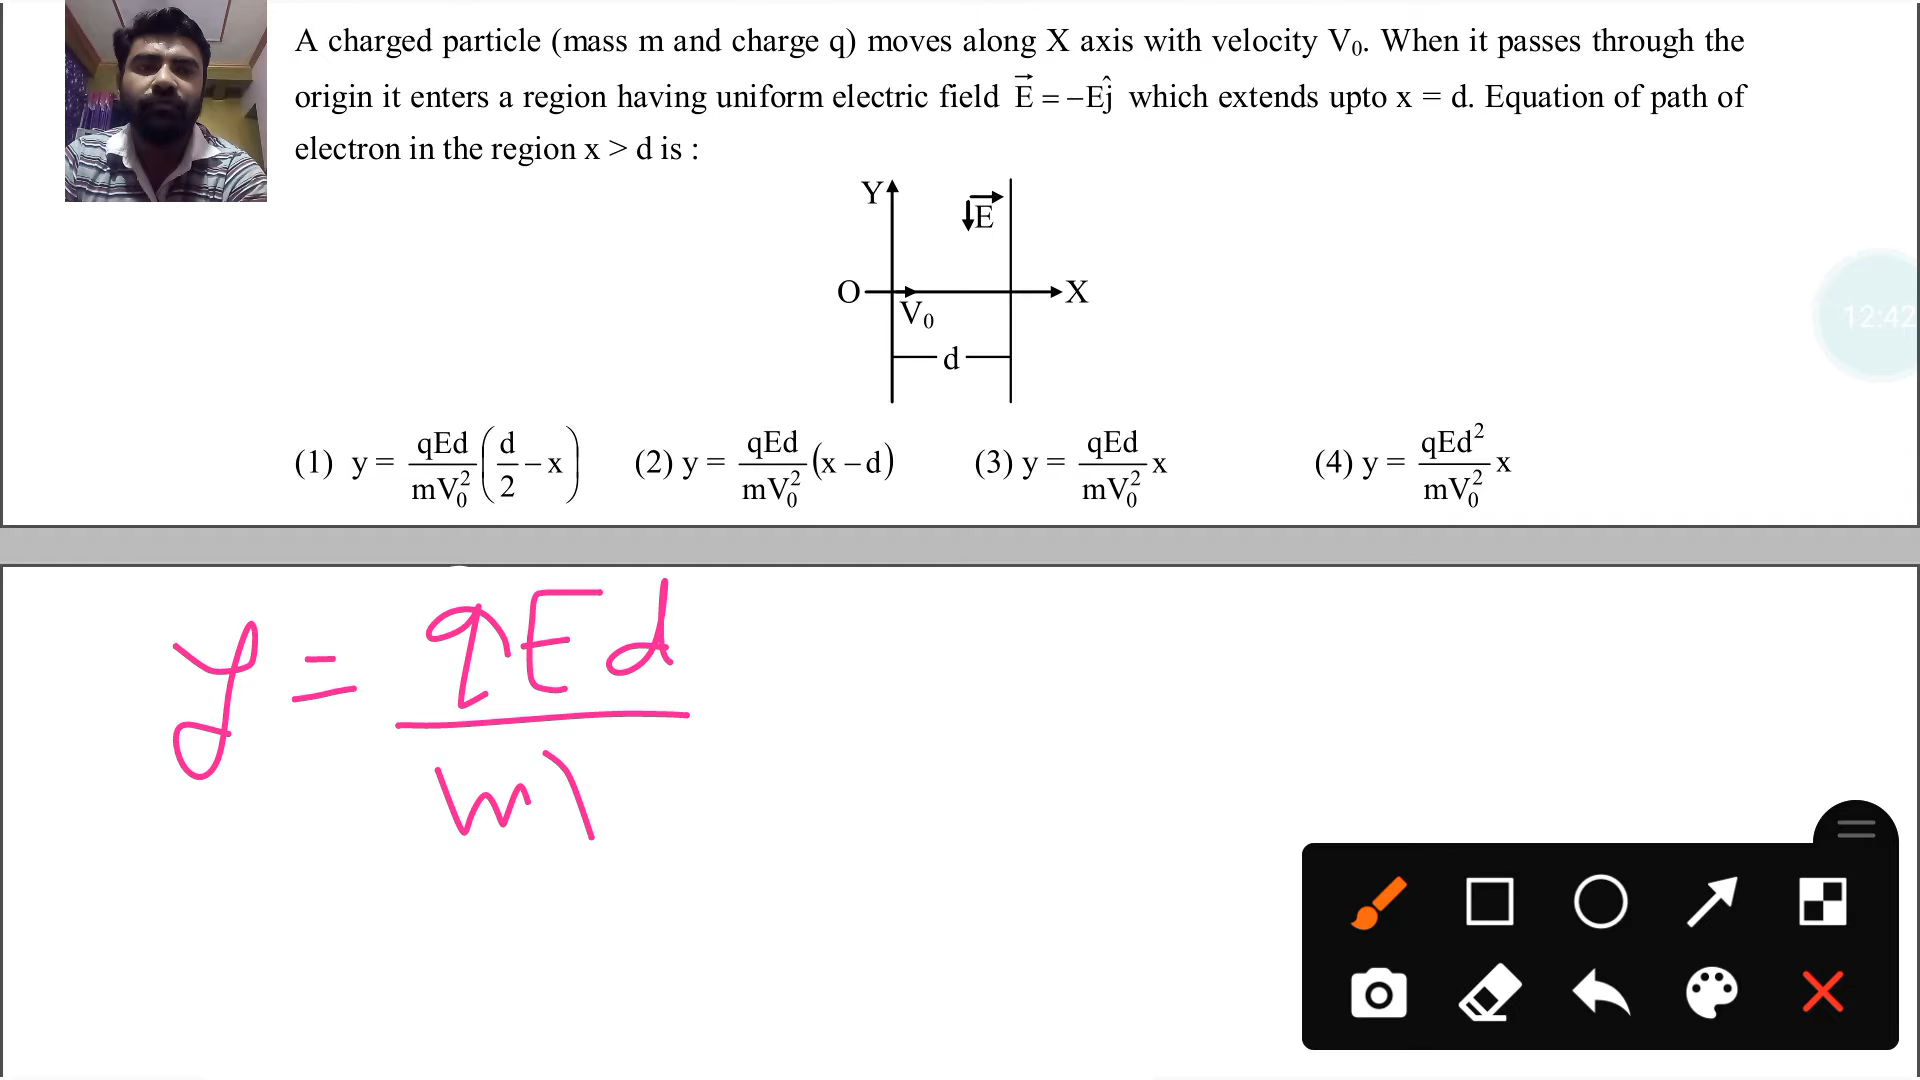 A charged particle (mass m and charge q) moves along X axis with velocity V₀. When it passes through the
origin it enters a region having uniform electric field E⃗ = −Eĵ which extends upto x = d. Equation of path of
electron in the region x > d is :
Y
E⃗
O
X
V₀
d
(1) y = qEd/mV₀² (d/2 − x) (2) y = qEd/mV₀² (x − d) (3) y = qEd/mV₀² x (4) y = qEd²/mV₀² x
12:42
y = qEd/m